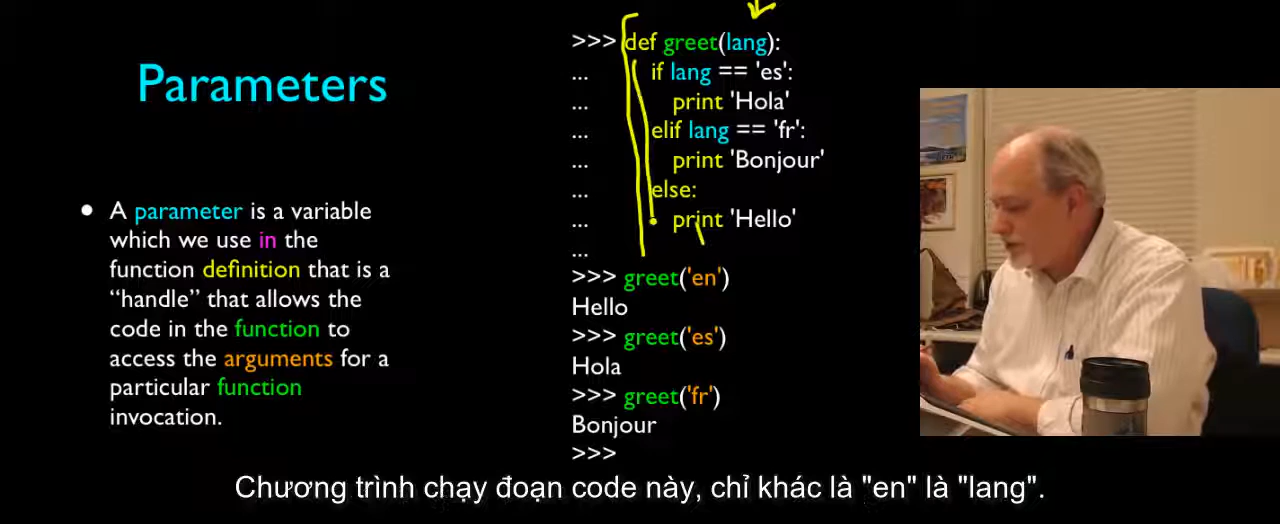 Parameters
• A parameter is a variable
which we use in the
function definition that is a
“handle” that allows the
code in the function to
access the arguments for a
particular function
invocation.
>>> def greet(lang):
... if lang == 'es':
... print 'Hola'
... elif lang == 'fr':
... print 'Bonjour'
... else:
... print 'Hello'
...
>>> greet('en')
Hello
>>> greet('es')
Hola
>>> greet('fr')
Bonjour
>>>
Chương trình chạy đoạn code này, chỉ khác là "en" là "lang".